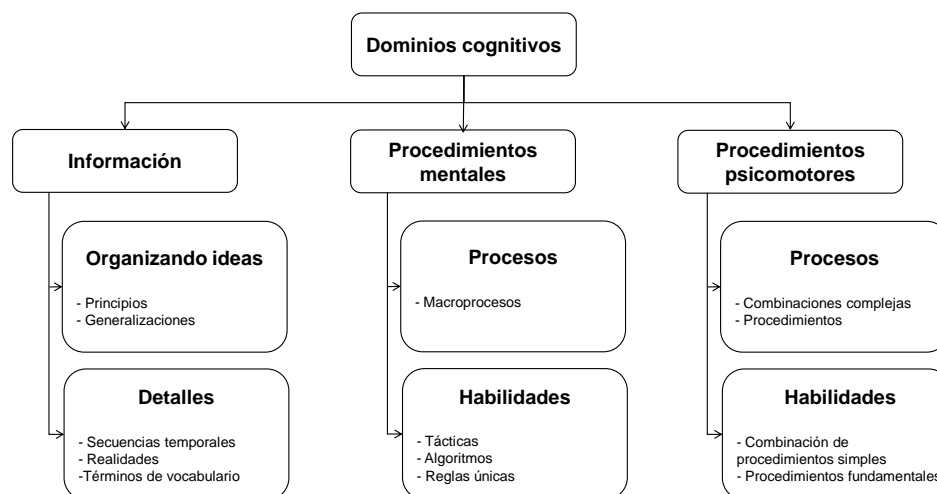 Dominios cognitivos
Información
Procedimientos
mentales
Procedimientos
psicomotores
Organizando ideas
- Principios
- Generalizaciones
Procesos
- Macroprocesos
Procesos
- Combinaciones complejas
- Procedimientos
Detalles
- Secuencias temporales
- Realidades
-Términos de vocabulario
Habilidades
- Tácticas
- Algoritmos
- Reglas únicas
Habilidades
- Combinación de
procedimientos simples
- Procedimientos fundamentales